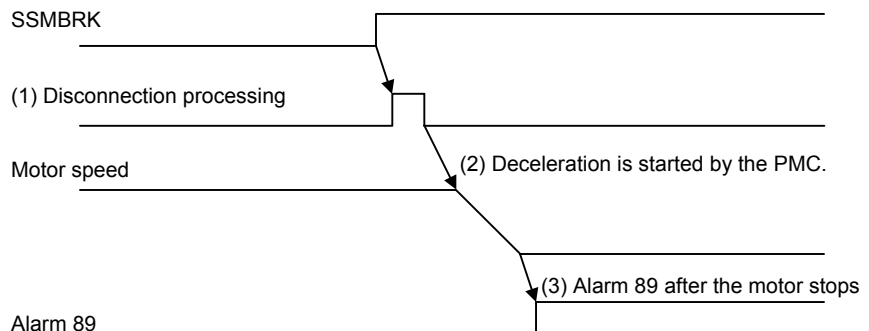 SSMBRK
(1) Disconnection processing
Motor speed
(2) Deceleration is started by the PMC.
(3) Alarm 89 after the motor stops
Alarm 89